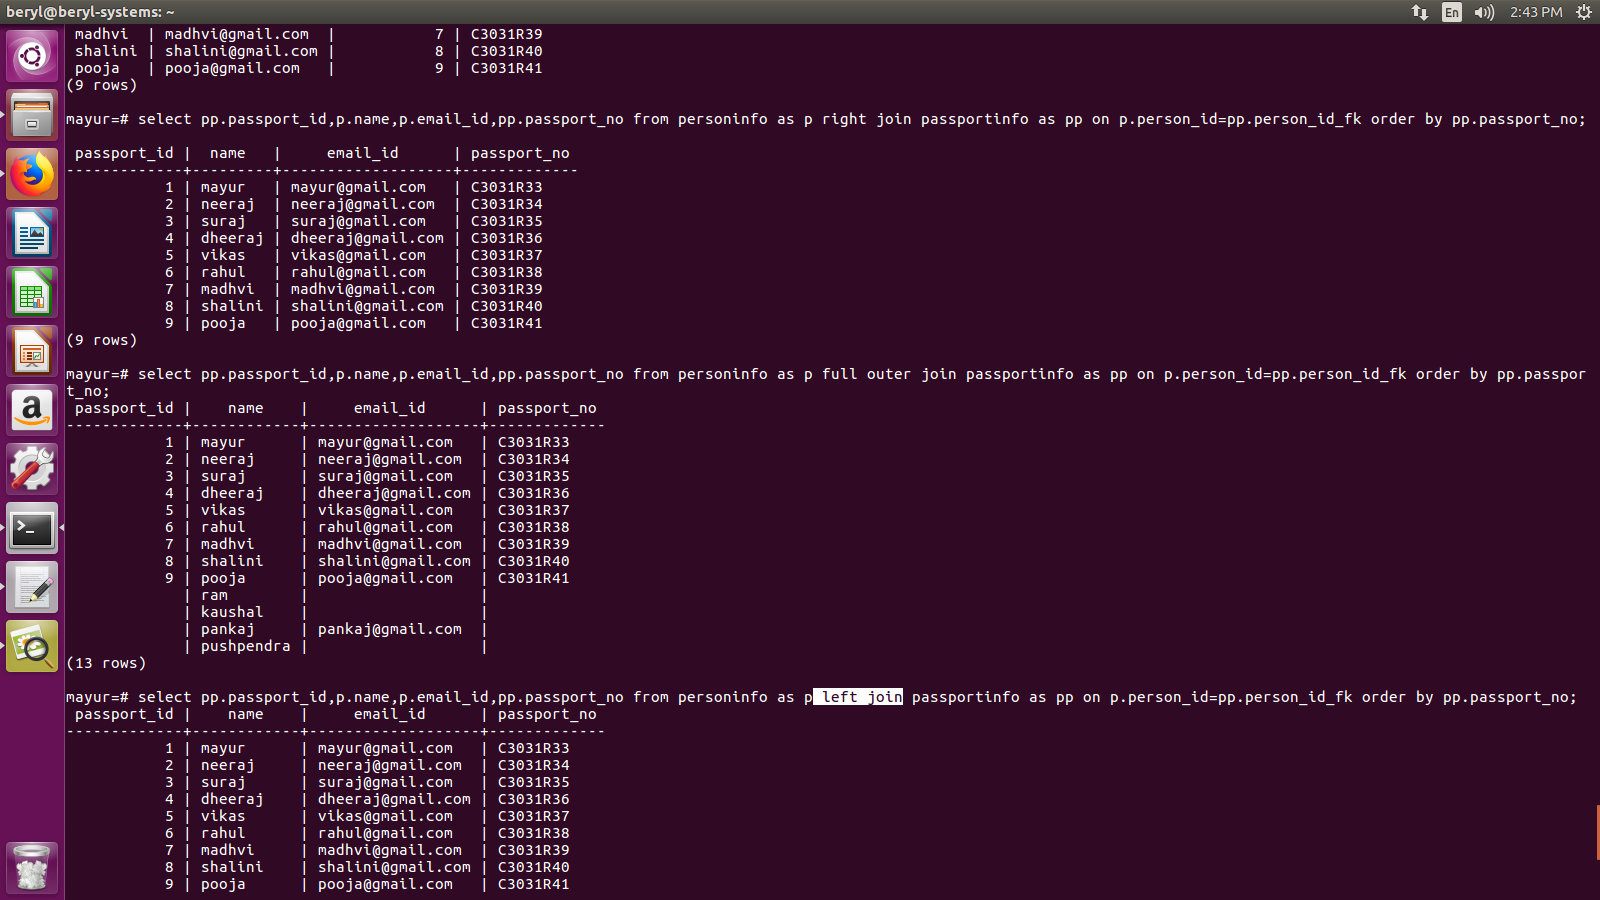 beryl@beryl-systems: ~
En
2:43 PM
madhvi | madhvi@gmail.com | 7 | C3031R39
shalini | shalini@gmail.com | 8 | C3031R40
pooja | pooja@gmail.com | 9 | C3031R41
(9 rows)
mayur=# select pp.passport_id,p.name,p.email_id,pp.passport_no from personinfo as p right join passportinfo as pp on p.person_id=pp.person_id_fk order by pp.passport_no;
passport_id | name | email_id | passport_no
-------------+---------+-------------------+-------------
1 | mayur | mayur@gmail.com | C3031R33
2 | neeraj | neeraj@gmail.com | C3031R34
3 | suraj | suraj@gmail.com | C3031R35
4 | dheeraj | dheeraj@gmail.com | C3031R36
5 | vikas | vikas@gmail.com | C3031R37
6 | rahul | rahul@gmail.com | C3031R38
7 | madhvi | madhvi@gmail.com | C3031R39
8 | shalini | shalini@gmail.com | C3031R40
9 | pooja | pooja@gmail.com | C3031R41
(9 rows)
mayur=# select pp.passport_id,p.name,p.email_id,pp.passport_no from personinfo as p full outer join passportinfo as pp on p.person_id=pp.person_id_fk order by pp.passpor
t_no;
passport_id | name | email_id | passport_no
-------------+------------+-------------------+-------------
1 | mayur | mayur@gmail.com | C3031R33
2 | neeraj | neeraj@gmail.com | C3031R34
3 | suraj | suraj@gmail.com | C3031R35
4 | dheeraj | dheeraj@gmail.com | C3031R36
5 | vikas | vikas@gmail.com | C3031R37
6 | rahul | rahul@gmail.com | C3031R38
7 | madhvi | madhvi@gmail.com | C3031R39
8 | shalini | shalini@gmail.com | C3031R40
9 | pooja | pooja@gmail.com | C3031R41
| ram | |
| kaushal | |
| pankaj | pankaj@gmail.com |
| pushpendra | |
(13 rows)
mayur=# select pp.passport_id,p.name,p.email_id,pp.passport_no from personinfo as p left join passportinfo as pp on p.person_id=pp.person_id_fk order by pp.passport_no;
passport_id | name | email_id | passport_no
-------------+------------+-------------------+-------------
1 | mayur | mayur@gmail.com | C3031R33
2 | neeraj | neeraj@gmail.com | C3031R34
3 | suraj | suraj@gmail.com | C3031R35
4 | dheeraj | dheeraj@gmail.com | C3031R36
5 | vikas | vikas@gmail.com | C3031R37
6 | rahul | rahul@gmail.com | C3031R38
7 | madhvi | madhvi@gmail.com | C3031R39
8 | shalini | shalini@gmail.com | C3031R40
9 | pooja | pooja@gmail.com | C3031R41